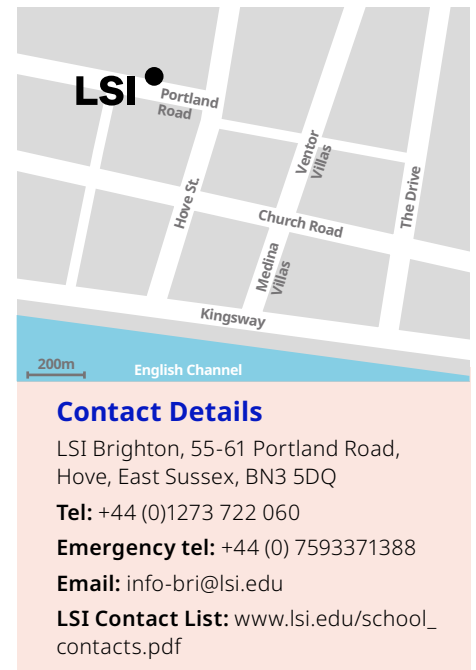 LSI
Portland
Road
Ventor
Villas
Hove St.
The Drive
Church Road
Medina
Villas
Kingsway
200m
English Channel
Contact Details
LSI Brighton, 55-61 Portland Road,
Hove, East Sussex, BN3 5DQ
Tel: +44 (0)1273 722 060
Emergency tel: +44 (0) 7593371388
Email: info-bri@lsi.edu
LSI Contact List: www.lsi.edu/school_
contacts.pdf